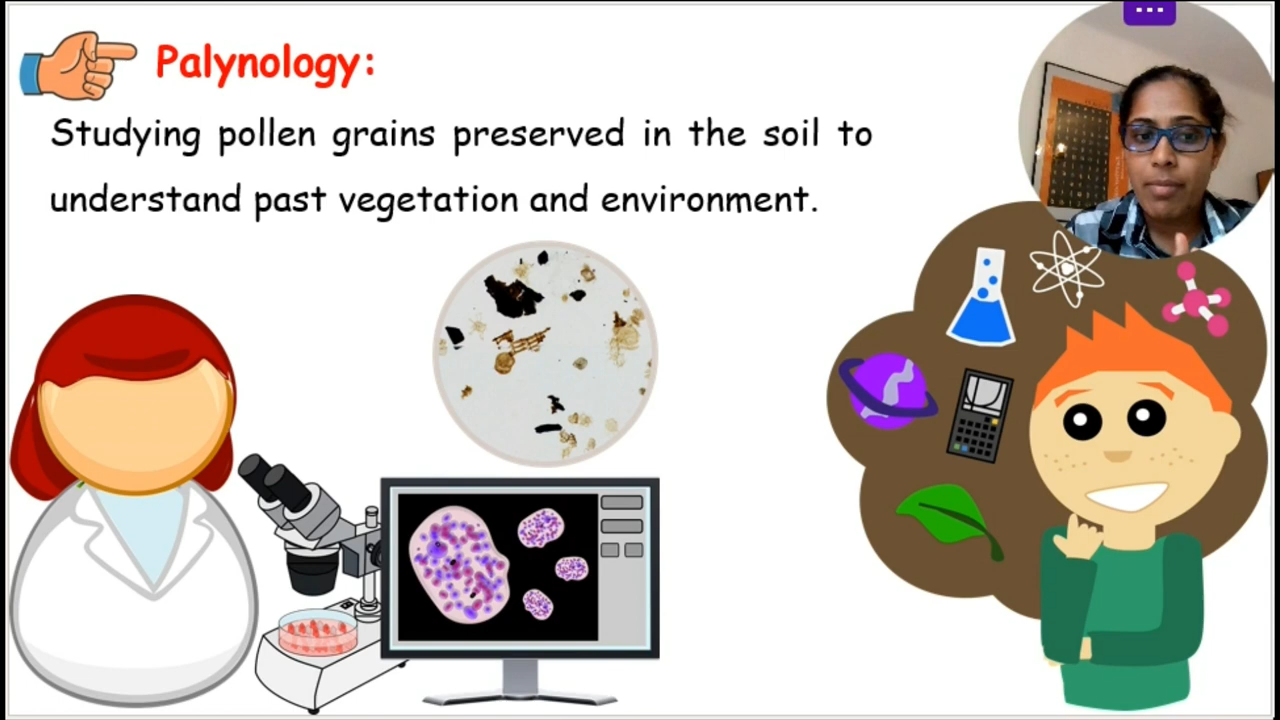 Palynology:
Studying pollen grains preserved in the soil to
understand past vegetation and environment.